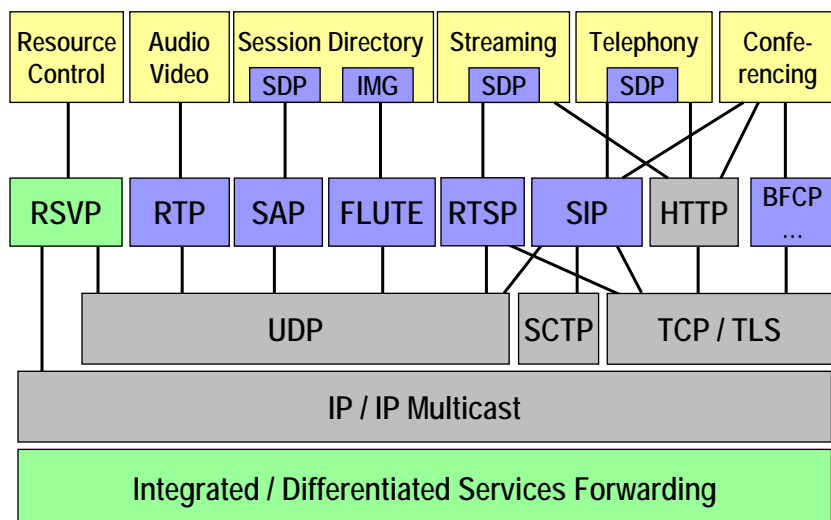 Resource
Control
Audio
Video
Session Directory
SDP
IMG
Streaming
SDP
Telephony
SDP
Confe-
rencing
RSVP
RTP
SAP
FLUTE
RTSP
SIP
HTTP
BFCP
...
UDP
SCTP
TCP / TLS
IP / IP Multicast
Integrated / Differentiated Services Forwarding